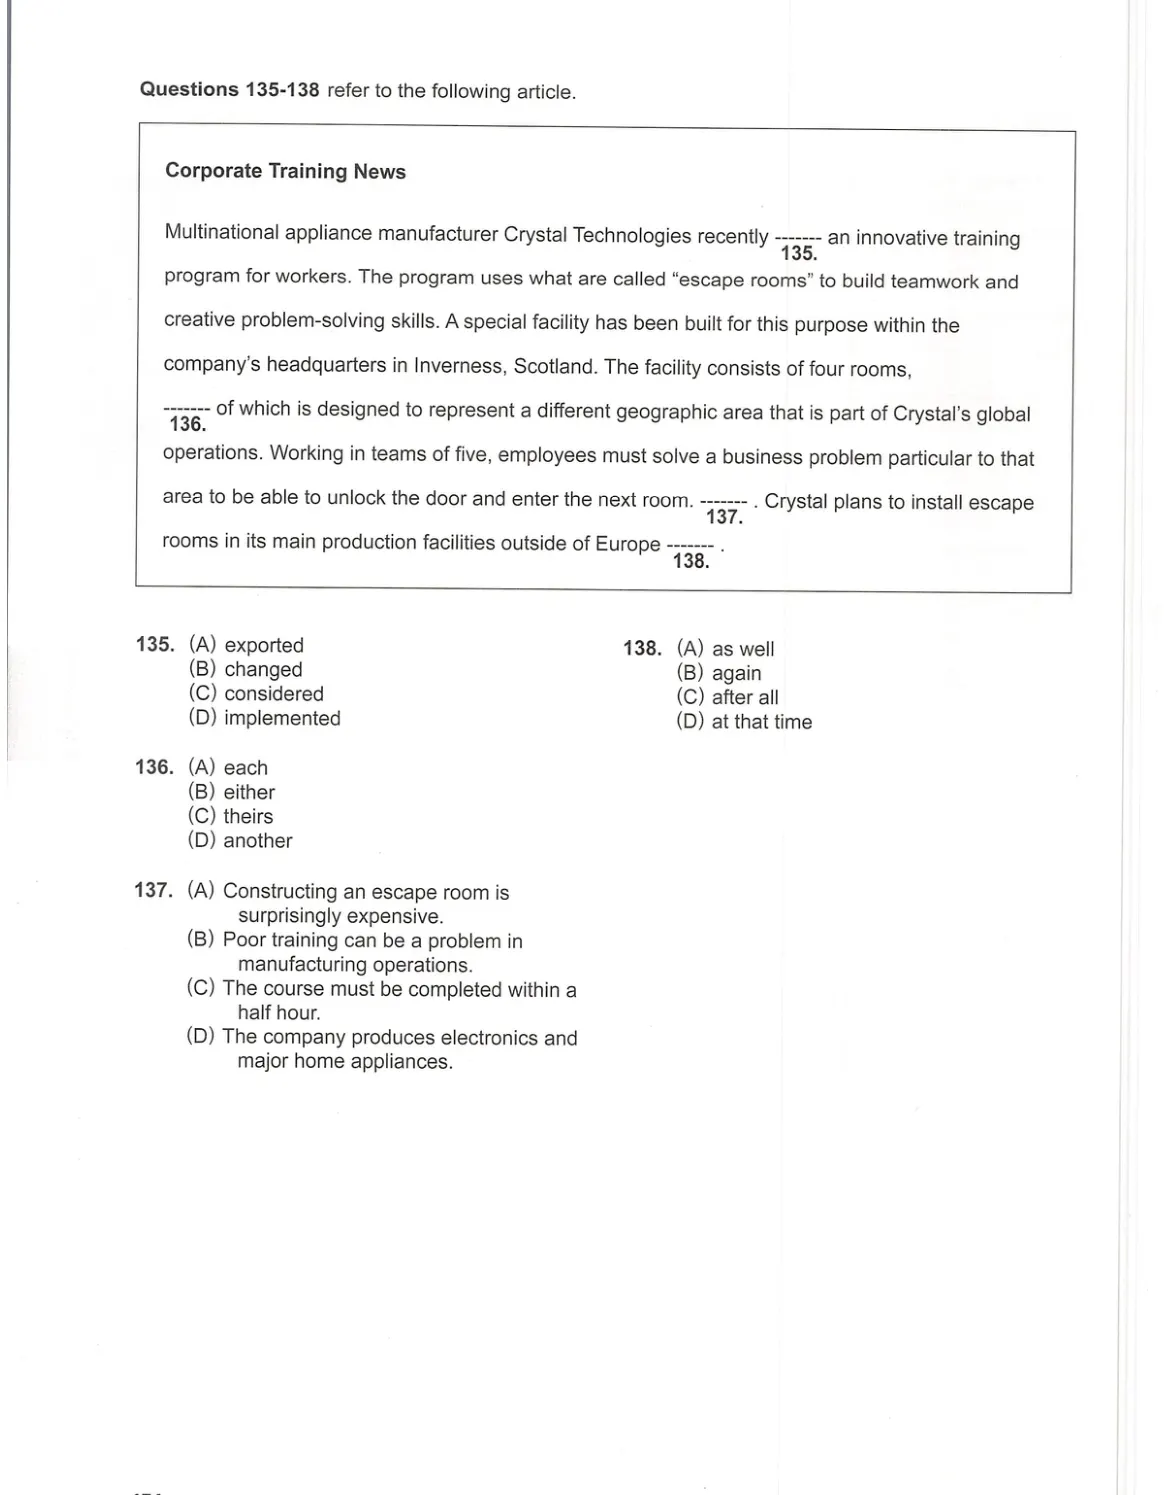 Questions 135-138 refer to the following article.
Corporate Training News
Multinational appliance manufacturer Crystal Technologies recently ------- an innovative training
135.
program for workers. The program uses what are called “escape rooms” to build teamwork and
creative problem-solving skills. A special facility has been built for this purpose within the
company’s headquarters in Inverness, Scotland. The facility consists of four rooms,
------- of which is designed to represent a different geographic area that is part of Crystal’s global
136.
operations. Working in teams of five, employees must solve a business problem particular to that
area to be able to unlock the door and enter the next room. ------- . Crystal plans to install escape
137.
rooms in its main production facilities outside of Europe ------- .
138.
135. (A) exported
(B) changed
(C) considered
(D) implemented
136. (A) each
(B) either
(C) theirs
(D) another
137. (A) Constructing an escape room is
surprisingly expensive.
(B) Poor training can be a problem in
manufacturing operations.
(C) The course must be completed within a
half hour.
(D) The company produces electronics and
major home appliances.
138. (A) as well
(B) again
(C) after all
(D) at that time